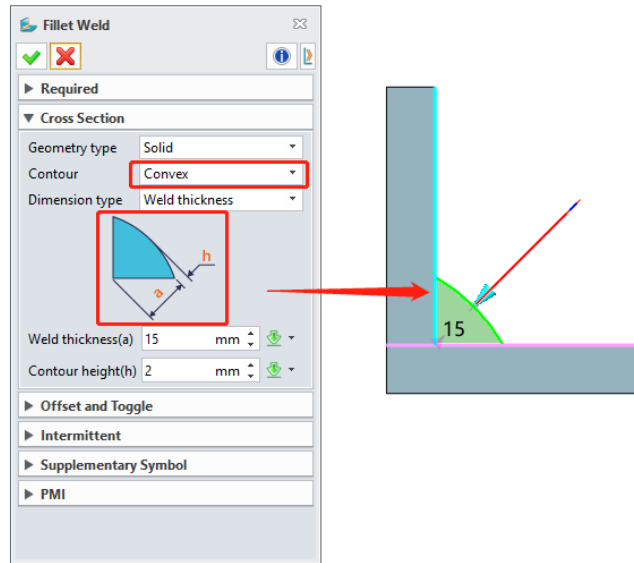 Fillet Weld
Required
Cross Section
Geometry type Solid
Contour Convex
Dimension type Weld thickness
h
a
Weld thickness(a) 15 mm
Contour height(h) 2 mm
Offset and Toggle
Intermittent
Supplementary Symbol
PMI
15